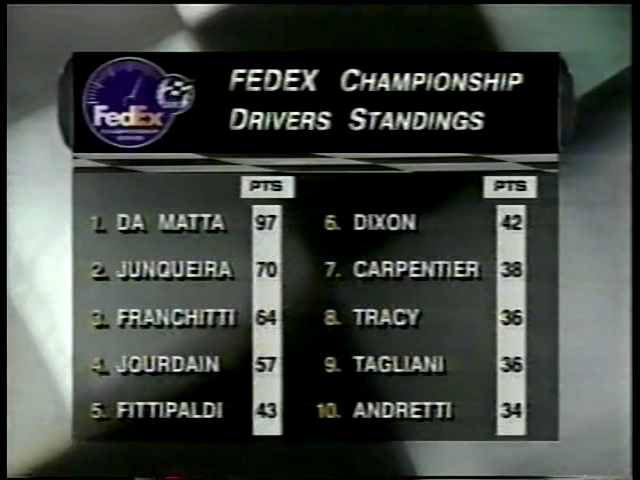 FedEx
FEDEX CHAMPIONSHIP
DRIVERS STANDINGS
PTS PTS
1. DA MATTA 97 6. DIXON 42
2. JUNQUEIRA 70 7. CARPENTIER 38
3. FRANCHITTI 64 8. TRACY 36
4. JOURDAIN 57 9. TAGLIANI 36
5. FITTIPALDI 43 10. ANDRETTI 34